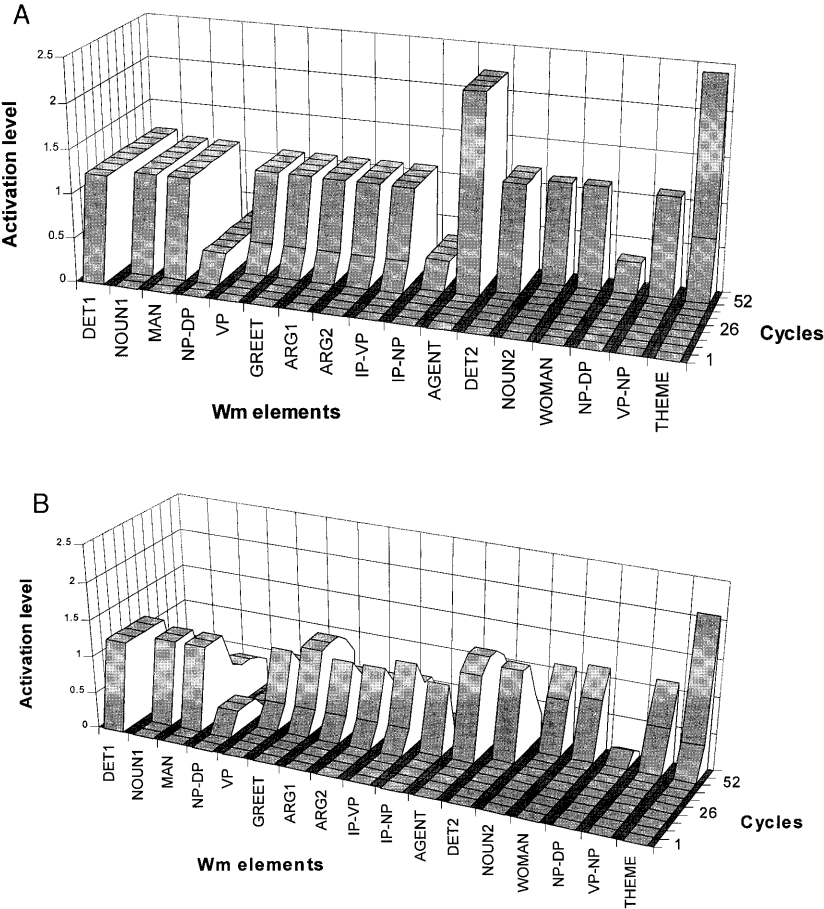 A
2.5
2
1.5
1
0.5
0
Activation level
DET1
NOUN1
MAN
NP-DP
VP
GREET
ARG1
ARG2
IP-VP
IP-NP
AGENT
DET2
NOUN2
WOMAN
NP-DP
VP-NP
THEME
52
26
1
Cycles
Wm elements
B
2.5
2
1.5
1
0.5
0
Activation level
DET1
NOUN1
MAN
NP-DP
VP
GREET
ARG1
ARG2
IP-VP
IP-NP
AGENT
DET2
NOUN2
WOMAN
NP-DP
VP-NP
THEME
52
26
1
Cycles
Wm elements